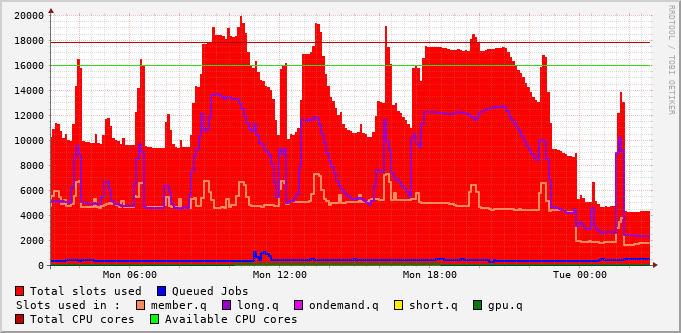 20000
18000
16000
14000
12000
10000
8000
6000
4000
2000
0
Mon 06:00 Mon 12:00 Mon 18:00 Tue 00:00
RRDTOOL / TOBI OETIKER
Total slots used Queued Jobs
Slots used in : member.q long.q ondemand.q short.q gpu.q
Total CPU cores Available CPU cores